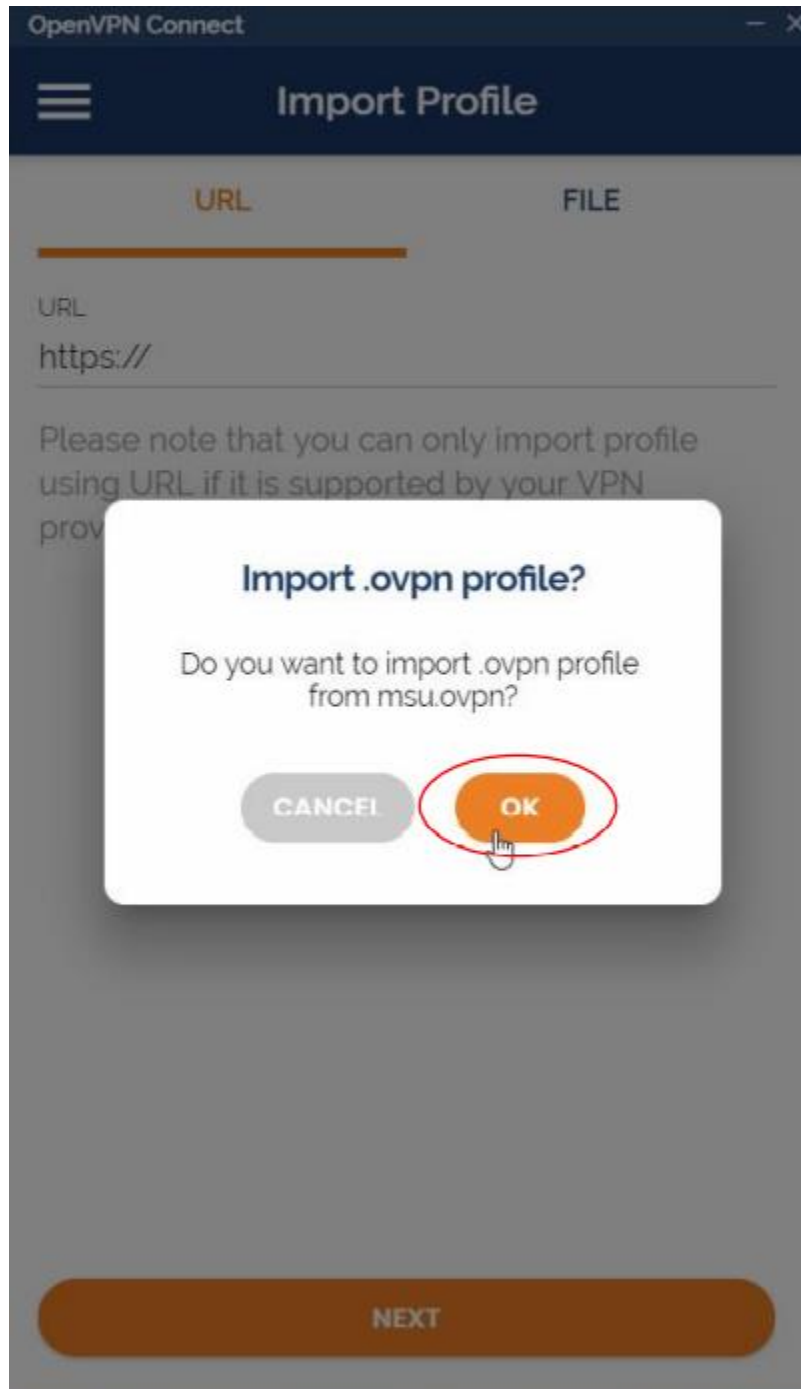 OpenVPN Connect
Import Profile
URL
FILE
URL
https://
Please note that you can only import profile
using URL if it is supported by your VPN
prov
Import .ovpn profile?
Do you want to import .ovpn profile
from msu.ovpn?
CANCEL
OK
NEXT